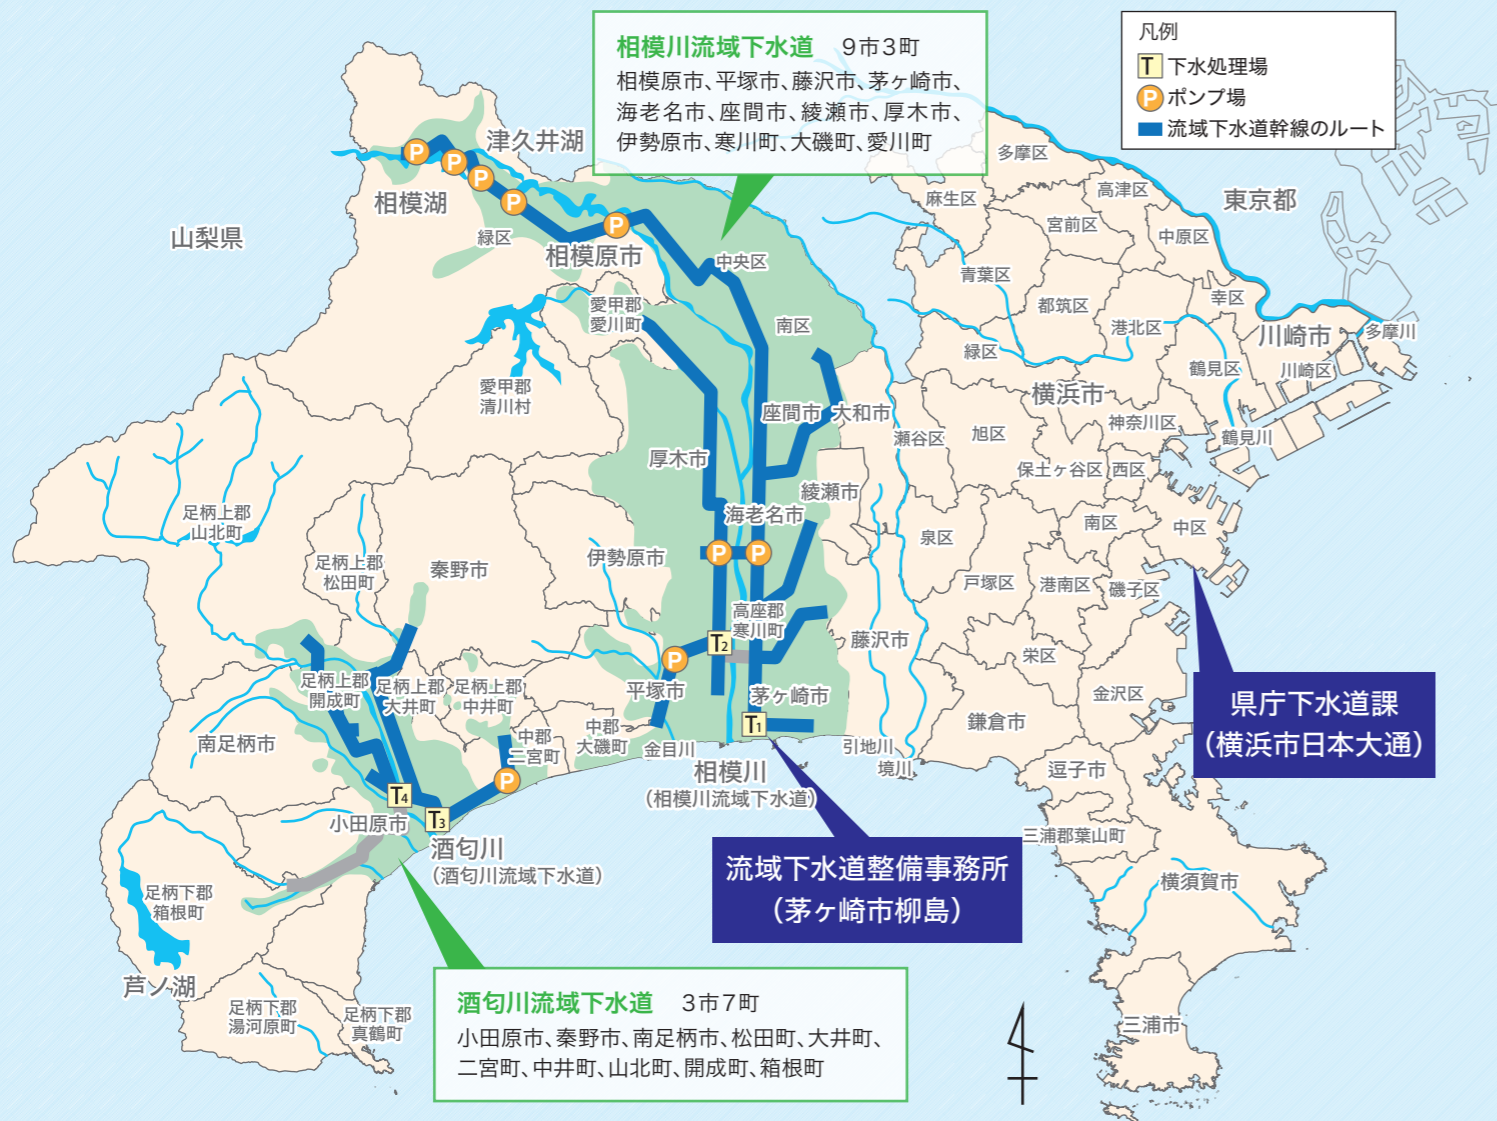 相模川流域下水道　9市3町
相模原市、平塚市、藤沢市、茅ヶ崎市、
海老名市、座間市、綾瀬市、厚木市、
伊勢原市、寒川町、大磯町、愛川町
凡例
T 下水処理場
P ポンプ場
流域下水道幹線のルート
津久井湖
相模湖
山梨県
緑区
相模原市
中央区
南区
愛甲郡
愛川町
愛甲郡
清川村
P
P
P
P
P
多摩区
麻生区
高津区
宮前区
中原区
東京都
青葉区
都筑区
幸区
港北区
川崎市
多摩川
緑区
鶴見区
川崎区
横浜市
神奈川区
鶴見川
座間市
大和市
瀬谷区
旭区
保土ヶ谷区
西区
厚木市
綾瀬市
海老名市
南区
中区
泉区
P
P
足柄上郡
山北町
足柄上郡
松田町
秦野市
伊勢原市
戸塚区
港南区
磯子区
高座郡
寒川町
T2
P
藤沢市
栄区
金沢区
足柄上郡
開成町
足柄上郡
大井町
足柄上郡
中井町
平塚市
茅ヶ崎市
T1
鎌倉市
南足柄市
中郡
二宮町
中郡
大磯町
金目川
引地川
境川
P
T4
T3
相模川
（相模川流域下水道）
逗子市
県庁下水道課
（横浜市日本大通）
小田原市
酒匂川
（酒匂川流域下水道）
三浦郡葉山町
流域下水道整備事務所
（茅ヶ崎市柳島）
横須賀市
足柄下郡
箱根町
芦ノ湖
足柄下郡
湯河原町
足柄下郡
真鶴町
三浦市
酒匂川流域下水道　3市7町
小田原市、秦野市、南足柄市、松田町、大井町、
二宮町、中井町、山北町、開成町、箱根町